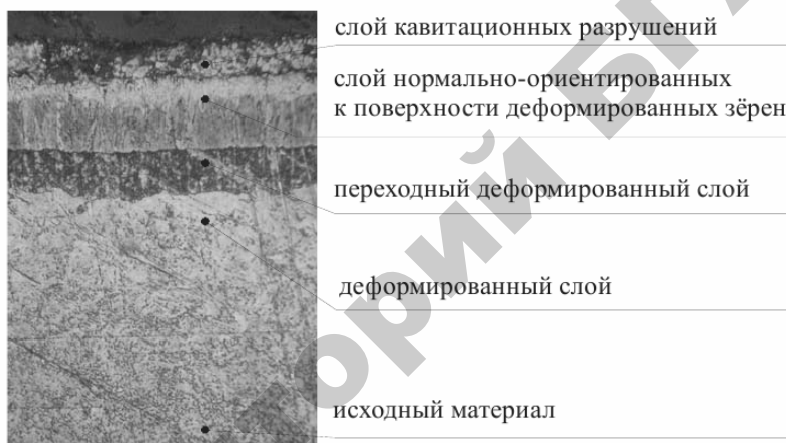 слой кавитационных разрушений
слой нормально-ориентированных
к поверхности деформированных зёрен
переходный деформированный слой
деформированный слой
исходный материал